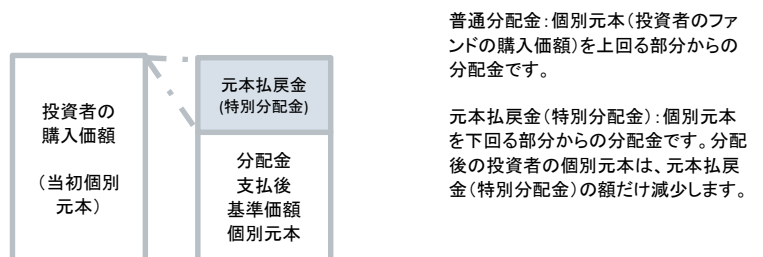 投資者の
購入価額
（当初個別
元本）
元本払戻金
(特別分配金)
分配金
支払後
基準価額
個別元本
普通分配金：個別元本（投資者のファ
ンドの購入価額）を上回る部分からの
分配金です。
元本払戻金（特別分配金）：個別元本
を下回る部分からの分配金です。分配
後の投資者の個別元本は、元本払戻
金（特別分配金）の額だけ減少します。